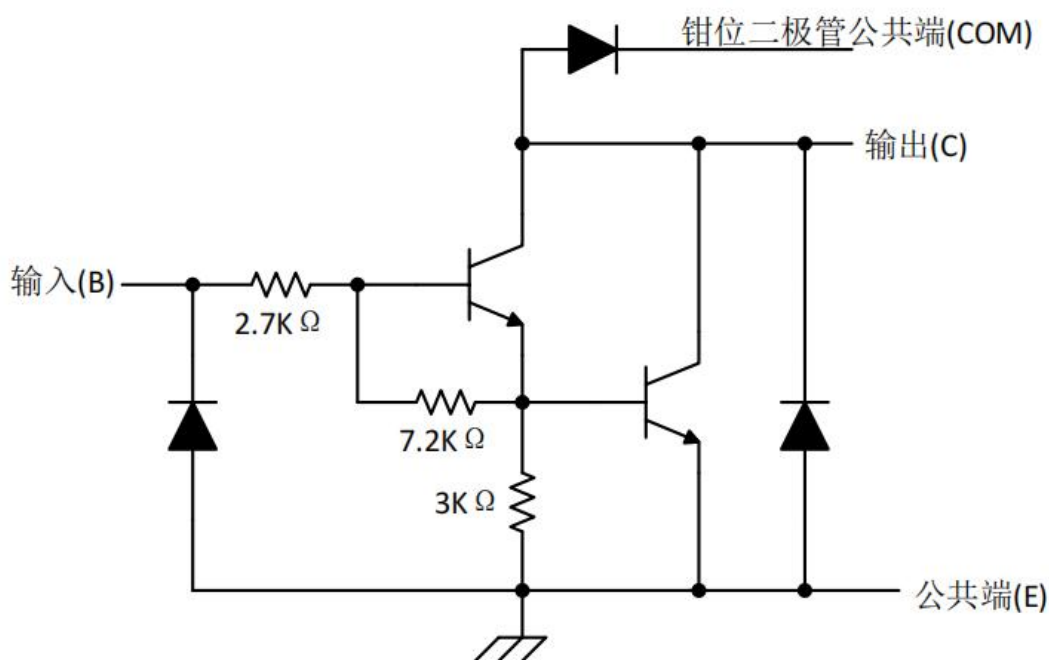 钳位二极管公共端(COM)
输出(C)
输入(B)
2.7K Ω
7.2K Ω
3K Ω
公共端(E)